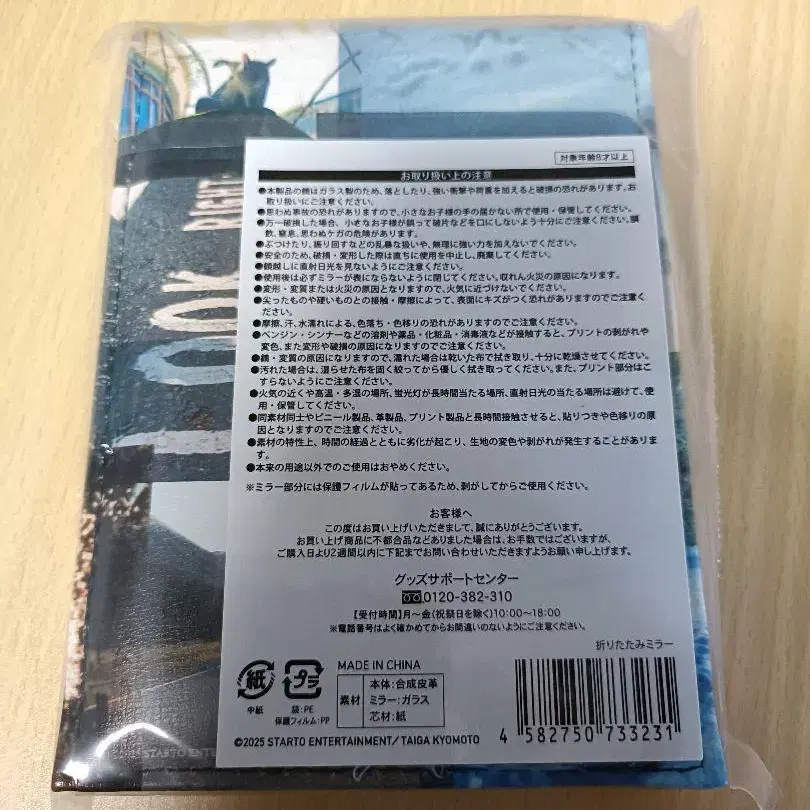 対象年齢8才以上
お取り扱い上の注意
●本製品の鏡はガラス製のため、落としたり、強い衝撃や荷重を加えると破損の恐れがあります。お
取り扱いにご注意ください。
●思わぬ事故の恐れがありますので、小さなお子様の手の届かない所で使用・保管してください。
●万一破損した場合、小さなお子様が誤って破片などを口にしないよう十分にご注意ください。誤
飲、窒息、思わぬケガの危険があります。
●ぶつけたり、振り回すなどの乱暴な扱いや、無理に強い力を加えないでください。
●安全のため、破損・変形した際は直ちに使用を中止し、廃棄してください。
●鏡越しに直射日光を見ないようにご注意ください。
●使用後は必ずミラーが表にならないように閉じてください。収れん火災の原因になります。
●変形・変質または火災の原因となりますので、火気に近づけないでください。
●尖ったものや硬いものとの接触・摩擦によって、表面にキズがつく恐れがありますのでご注意くだ
さい。
●摩擦、汗、水濡れによる、色落ち・色移りの恐れがありますのでご注意ください。
●ベンジン・シンナーなどの溶剤や薬品・化粧品・消毒液などが接触すると、プリントの剥がれや
変色、また変形や破損の原因になりますのでご注意ください。
●錆・変質の原因になりますので、濡れた場合は乾いた布で拭き取り、十分に乾燥させてください。
●汚れた場合は、湿らせた布を固く絞ってから優しく拭き取ってください。また、プリント部分はこ
すらないようにご注意ください。
●火気の近くや高温・多湿の場所、蛍光灯が長時間当たる場所、直射日光の当たる場所は避けて、使
用・保管してください。
●同素材同士やビニール製品、革製品、プリント製品と長時間接触させると、貼りつきや色移りの原
因となりますのでご注意ください。
●素材の特性上、時間の経過とともに劣化が起こり、生地の変色や剥がれが発生することがありま
す。
●本来の用途以外でのご使用はおやめください。
※ミラー部分には保護フィルムが貼ってあるため、剥がしてからご使用ください。
お客様へ
この度はお買い上げいただきまして、誠にありがとうございます。
お買い上げ商品に不都合品などありました場合は、お手数ではございますが、
ご購入日より2週間以内に下記までお問い合わせいただきますようお願い申し上げます。
グッズサポートセンター
0120-382-310
【受付時間】月〜金(祝祭日を除く)10:00〜18:00
※電話番号はよく確かめてからお間違いのないようにご注意ください。
折りたたみミラー
紙
中紙
プラ
袋:PE
保護フィルム:PP
MADE IN CHINA
素材
本体:合成皮革
ミラー:ガラス
芯材:紙
4 582750 733231
©2025 STARTO ENTERTAINMENT/TAIGA KYOMOTO
STARTO ENTE